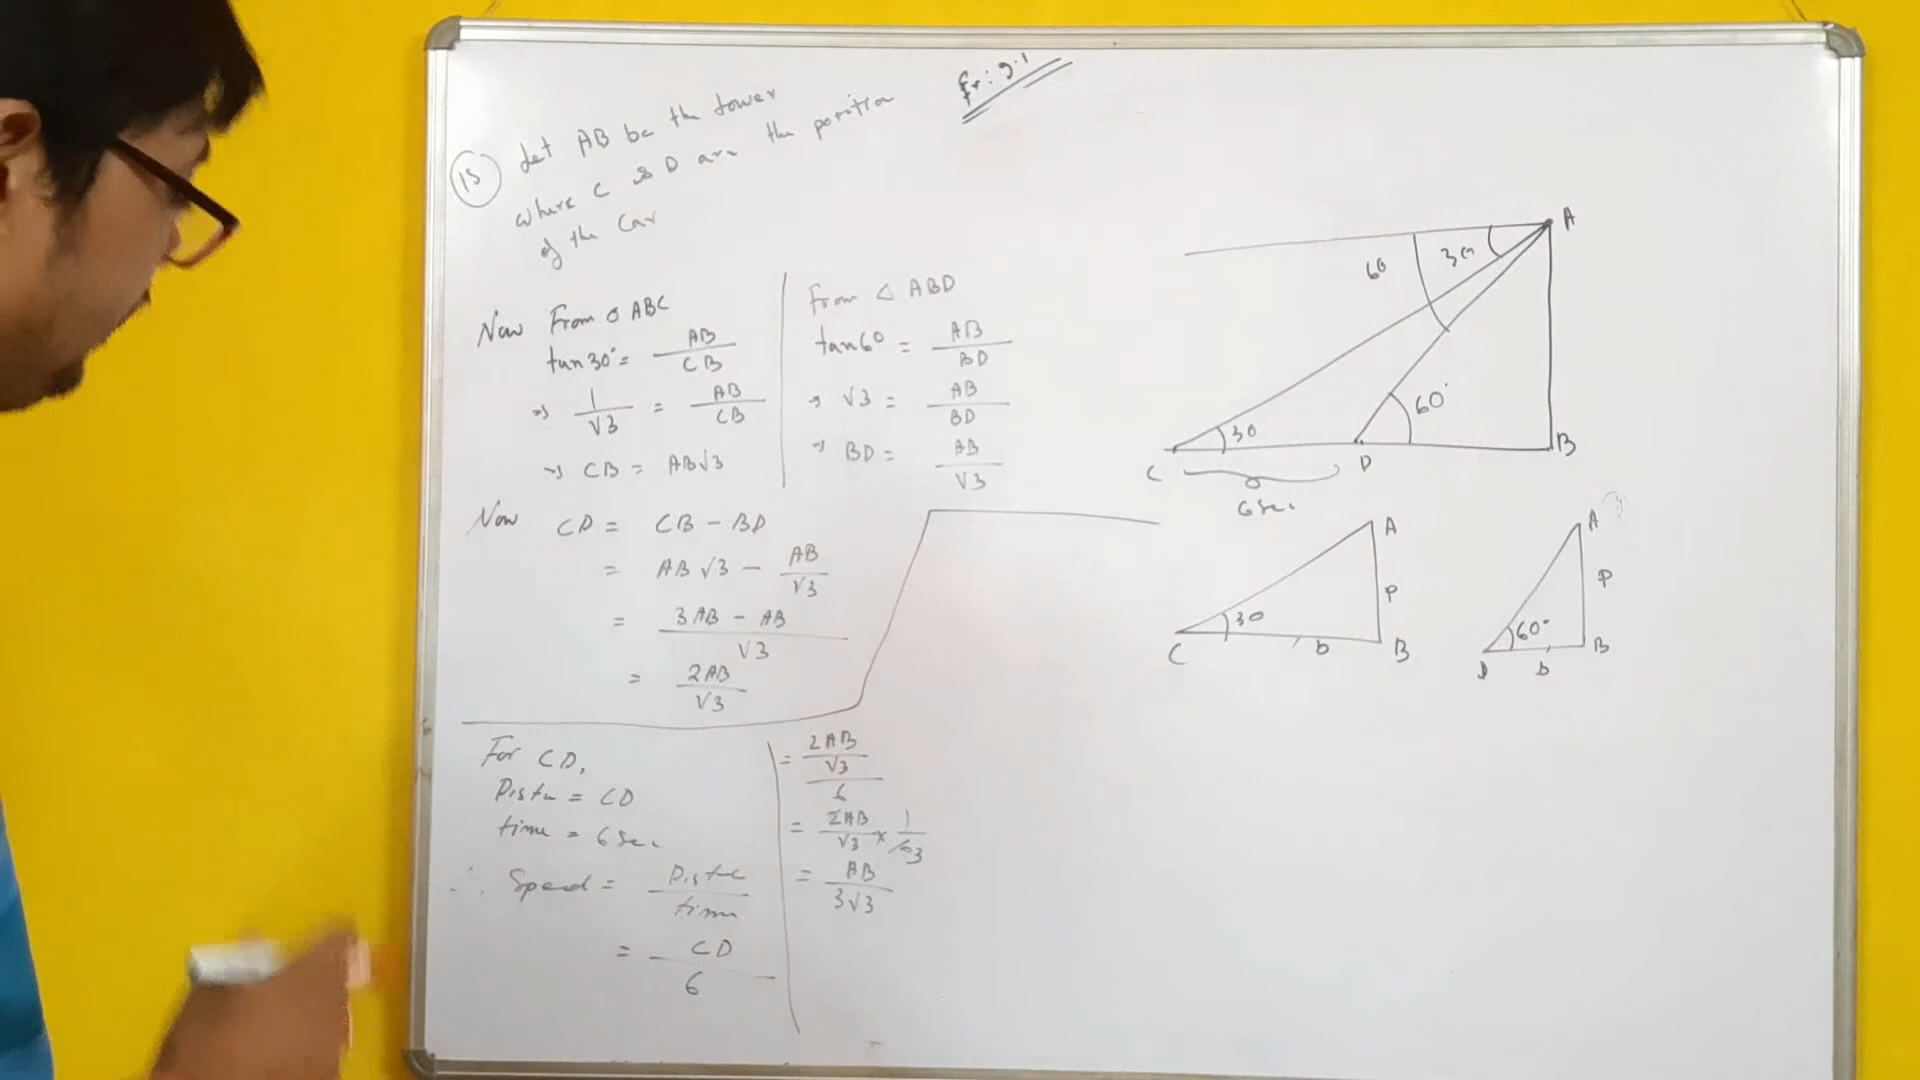 Ex: 9.1
15 Let AB be the tower
where C & D are the position
of the Car
Now From Δ ABC
tan 30° = AB / CB
⇒ 1 / √3 = AB / CB
⇒ CB = AB√3
From Δ ABD
tan 60 = AB / BD
⇒ √3 = AB / BD
⇒ BD = AB / √3
Now CD = CB - BD
= AB√3 - AB / √3
= 3AB - AB / √3
= 2AB / √3
For CD,
= CD
time = 6 sec
∴ Speed = / time
= CD / 6
= 2AB / √3 / 6
= 2AB / √3 × 1 / 6 3
= AB / 3√3
A
60 30
60°
30
C D B
6 sec
A
P
30
C b B
A
P
60°
D b B